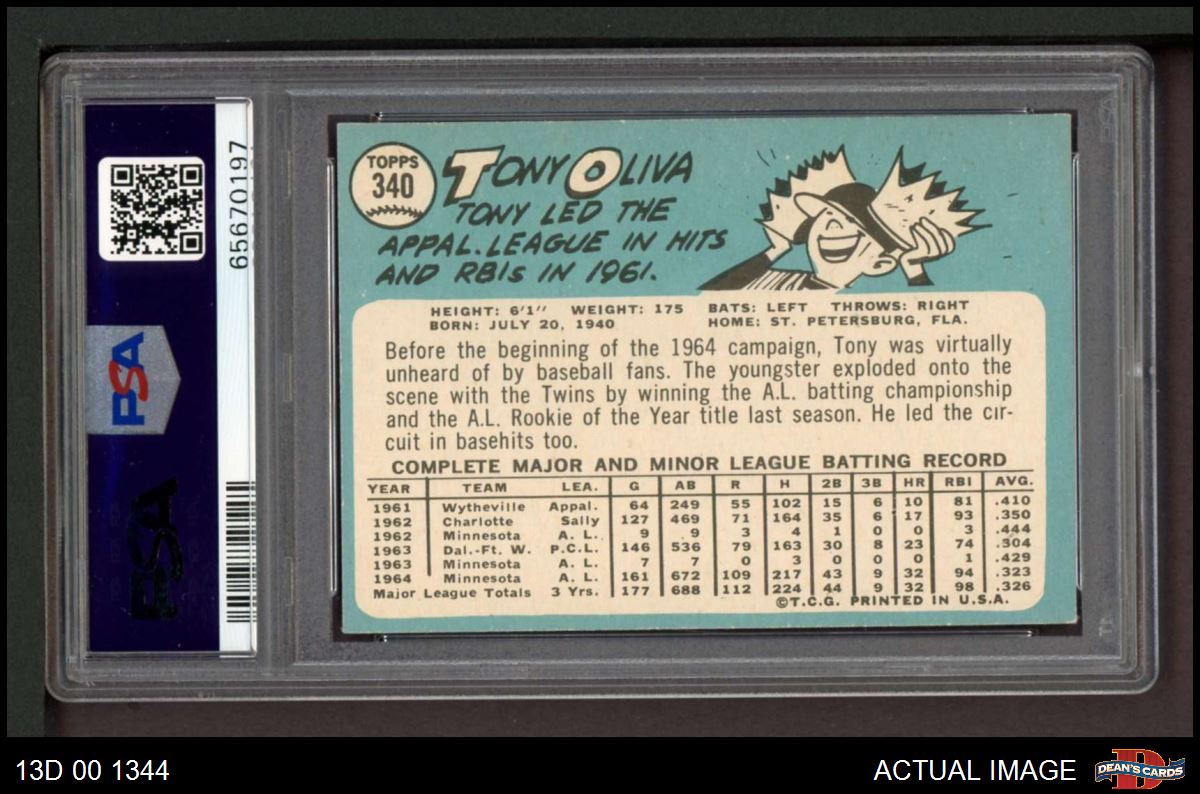 65670197
PSA
PSA
TOPPS
340
TONY OLIVA
TONY LED THE
APPAL. LEAGUE IN HITS
AND RBIS IN 1961.
HEIGHT: 6'1" WEIGHT: 175 BATS: LEFT THROWS: RIGHT
BORN: JULY 20, 1940 HOME: ST. PETERSBURG, FLA.
Before the beginning of the 1964 campaign, Tony was virtually
unheard of by baseball fans. The youngster exploded onto the
scene with the Twins by winning the A.L. batting championship
and the A.L. Rookie of the Year title last season. He led the cir-
cuit in basehits too.
COMPLETE MAJOR AND MINOR LEAGUE BATTING RECORD
YEAR TEAM LEA. G AB R H 2B 3B HR RBI AVG.
1961 Wytheville Appal. 64 249 55 102 15 6 10 81 .410
1962 Charlotte Sally 127 469 71 164 35 6 17 93 .350
1962 Minnesota A. L. 9 9 3 4 1 0 0 3 .444
1963 Dal.-Ft. W. P.C.L. 146 536 79 163 30 8 23 74 .304
1963 Minnesota A. L. 7 7 0 3 0 0 0 1 .429
1964 Minnesota A. L. 161 672 109 217 43 9 32 94 .323
Major League Totals 3 Yrs. 177 688 112 224 44 9 32 98 .326
©T.C.G. PRINTED IN U.S.A.
13D 00 1344
ACTUAL IMAGE
DEAN'S CARDS